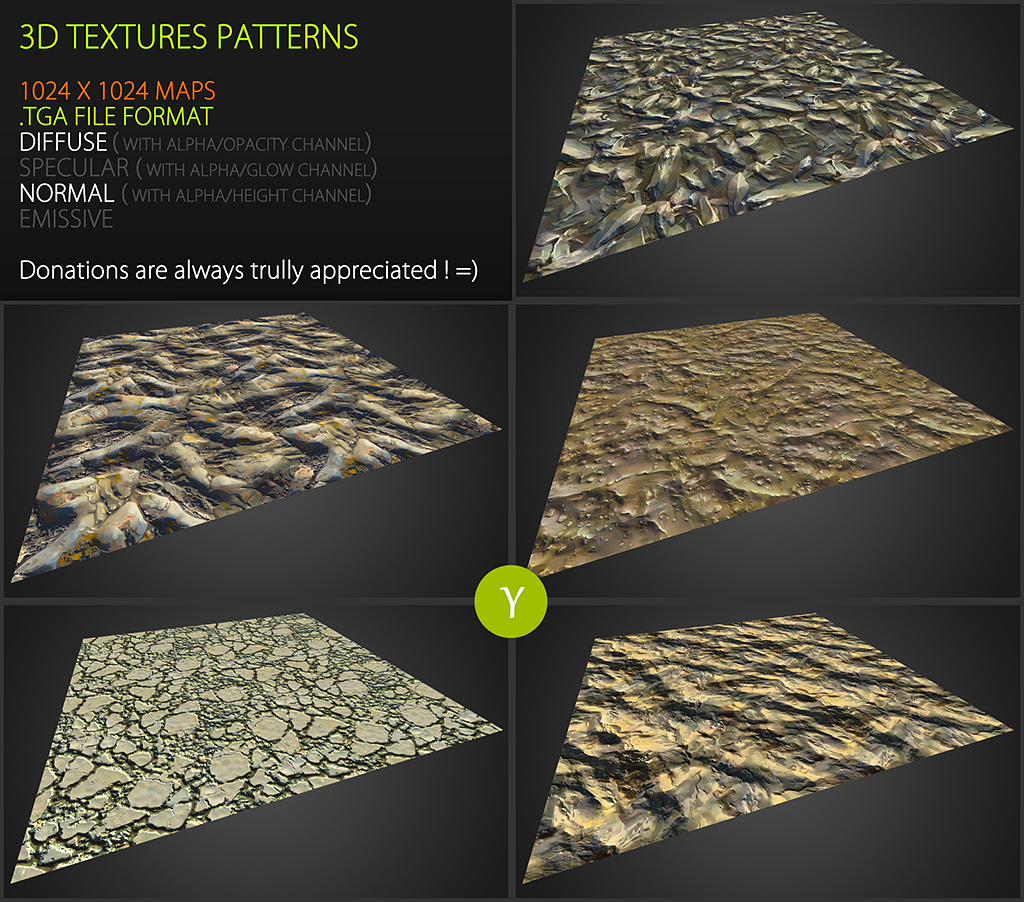 3D TEXTURES PATTERNS
1024 X 1024 MAPS
.TGA FILE FORMAT
DIFFUSE ( WITH ALPHA/OPACITY CHANNEL)
SPECULAR ( WITH ALPHA/GLOW CHANNEL)
NORMAL ( WITH ALPHA/HEIGHT CHANNEL)
EMISSIVE
Donations are always trully appreciated ! =)
Y